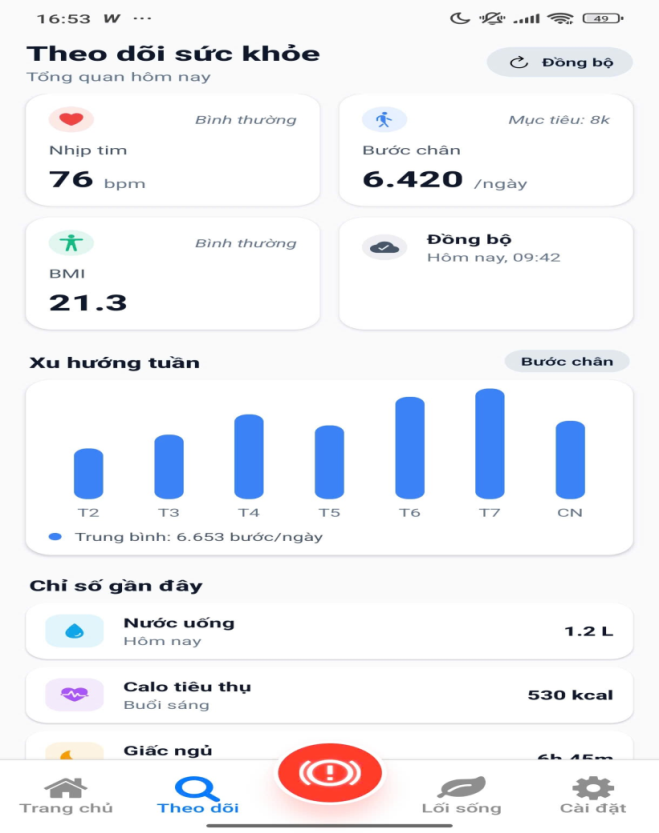 16:53 W ...
49
Theo dõi sức khỏe
Tổng quan hôm nay
Đồng bộ
Bình thường
Nhịp tim
76 bpm
Mục tiêu: 8k
Bước chân
6.420 /ngày
Bình thường
BMI
21.3
Đồng bộ
Hôm nay, 09:42
Xu hướng tuần
Bước chân
T2 T3 T4 T5 T6 T7 CN
Trung bình: 6.653 bước/ngày
Chỉ số gần đây
Nước uống
Hôm nay
1.2 L
Calo tiêu thụ
Buổi sáng
530 kcal
Giấc ngủ
6h 45m
Trang chủ
Theo dõi
Lối sống
Cài đặt